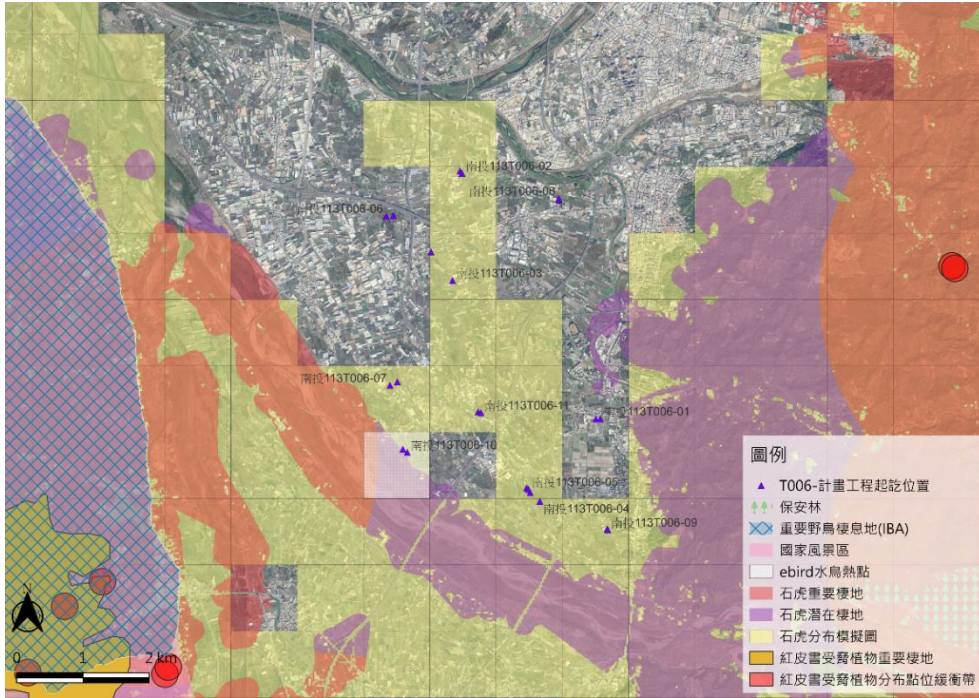 南投113T006-02
南投113T006-08
113T006-06
南投113T006-03
南投113T006-07
南投113T006-11
南投113T006-01
南投113T006-10
南投113T006-05
南投113T006-04
南投113T006-09
圖例
T006-計畫工程起訖位置
保安林
重要野鳥棲息地(IBA)
國家風景區
ebird水鳥熱點
石虎重要棲地
石虎潛在棲地
石虎分布模擬圖
紅皮書受脅植物重要棲地
紅皮書受脅植物分布點位緩衝帶
N
0 1 2 km